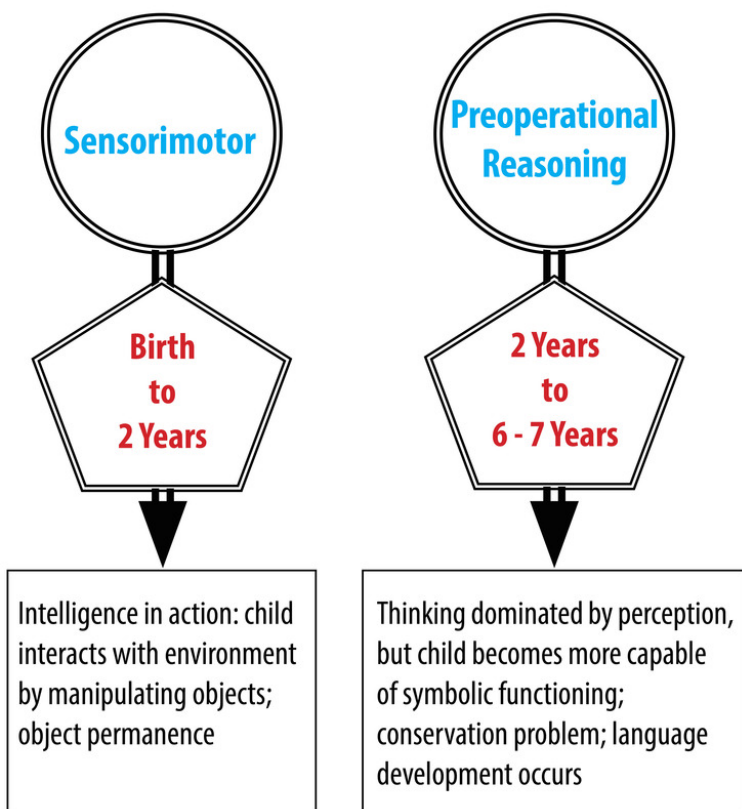 Sensorimotor
Birth
to
2 Years
Intelligence in action: child
interacts with environment
by manipulating objects;
object permanence
Preoperational
Reasoning
2 Years
to
6 - 7 Years
Thinking dominated by perception,
but child becomes more capable
of symbolic functioning;
conservation problem; language
development occurs